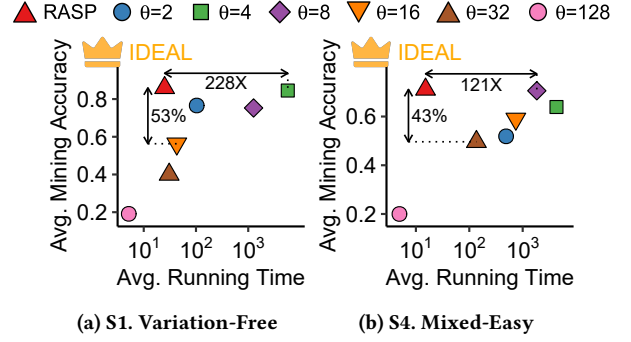 RASP θ=2 θ=4 θ=8 θ=16 θ=32 θ=128
IDEAL
IDEAL
Avg. Mining Accuracy
0.8
0.6
0.4
0.2
228X
53%
10¹ 10² 10³
Avg. Running Time
(a) S1. Variation-Free
Avg. Mining Accuracy
0.6
0.4
0.2
121X
43%
10¹ 10² 10³
Avg. Running Time
(b) S4. Mixed-Easy